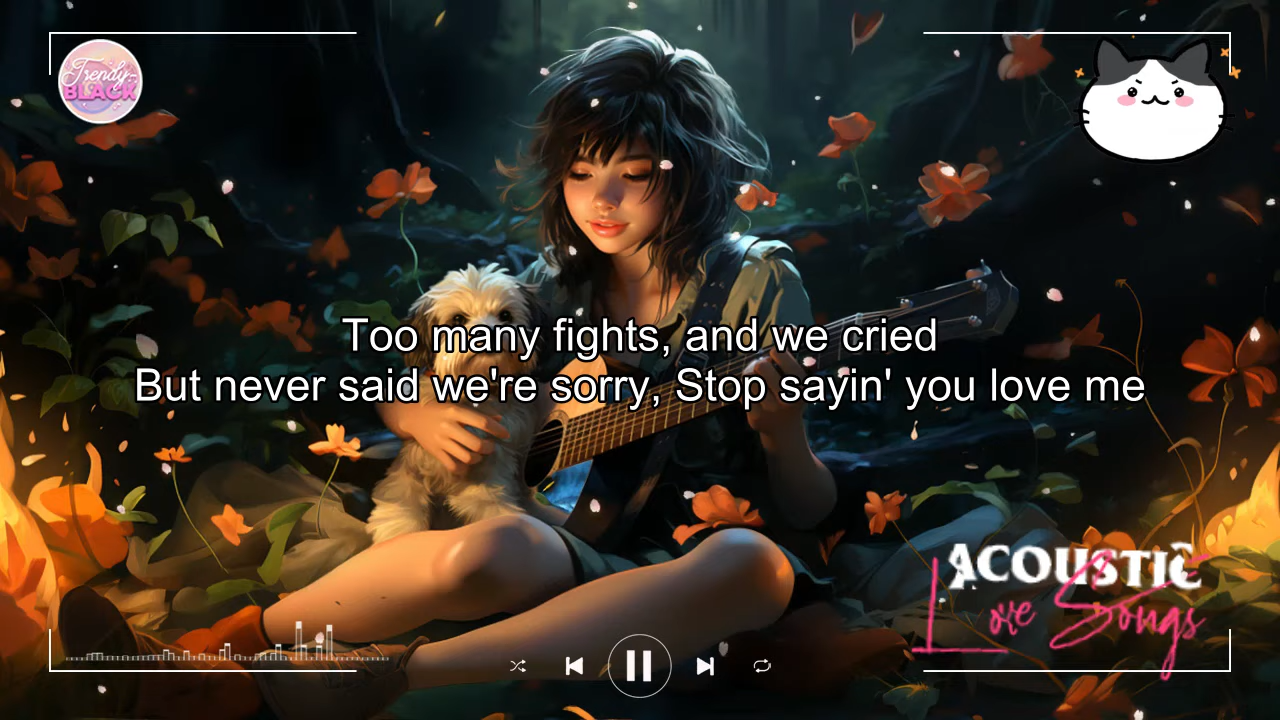 Trendy
BLACK
Too many fights, and we cried
But never said we're sorry, Stop sayin' you love me
ACOUSTIC
Love Songs